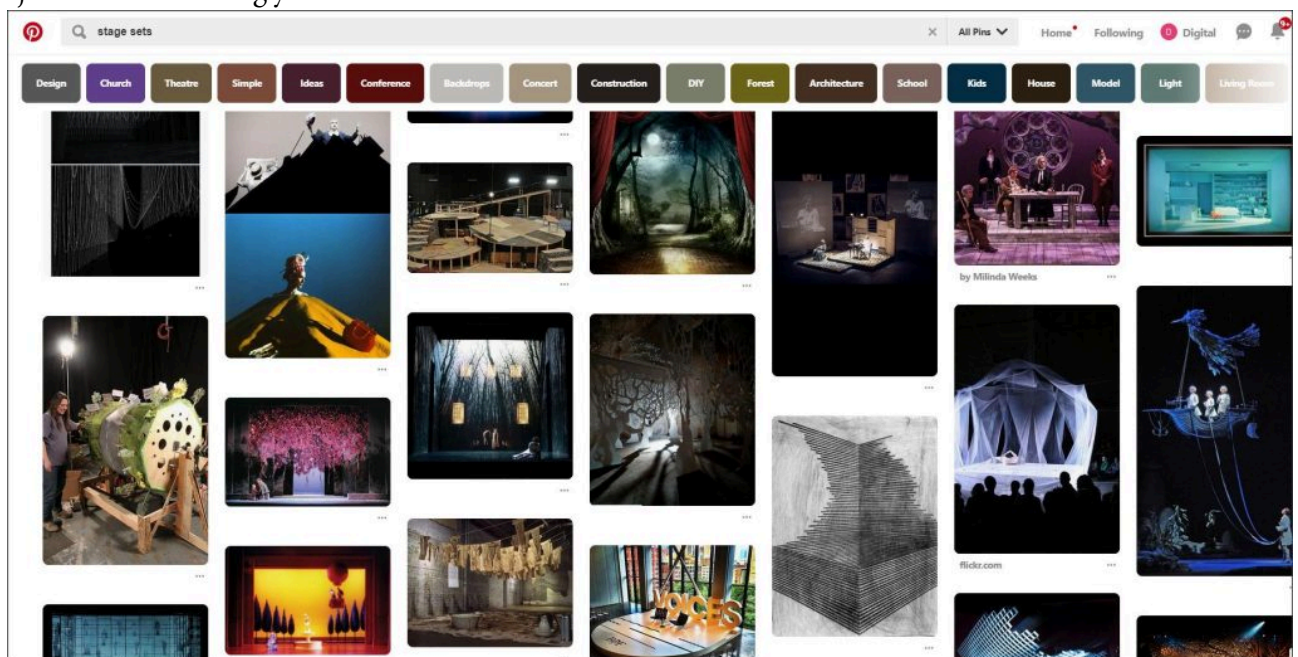 stage sets
All Pins
Home
Following
D
Digital
9+
Design
Church
Theatre
Simple
Ideas
Conference
Backdrops
Concert
Construction
DIY
Forest
Architecture
School
Kids
House
Model
Light
Living Room
by Milinda Weeks
flickr.com
VOICES